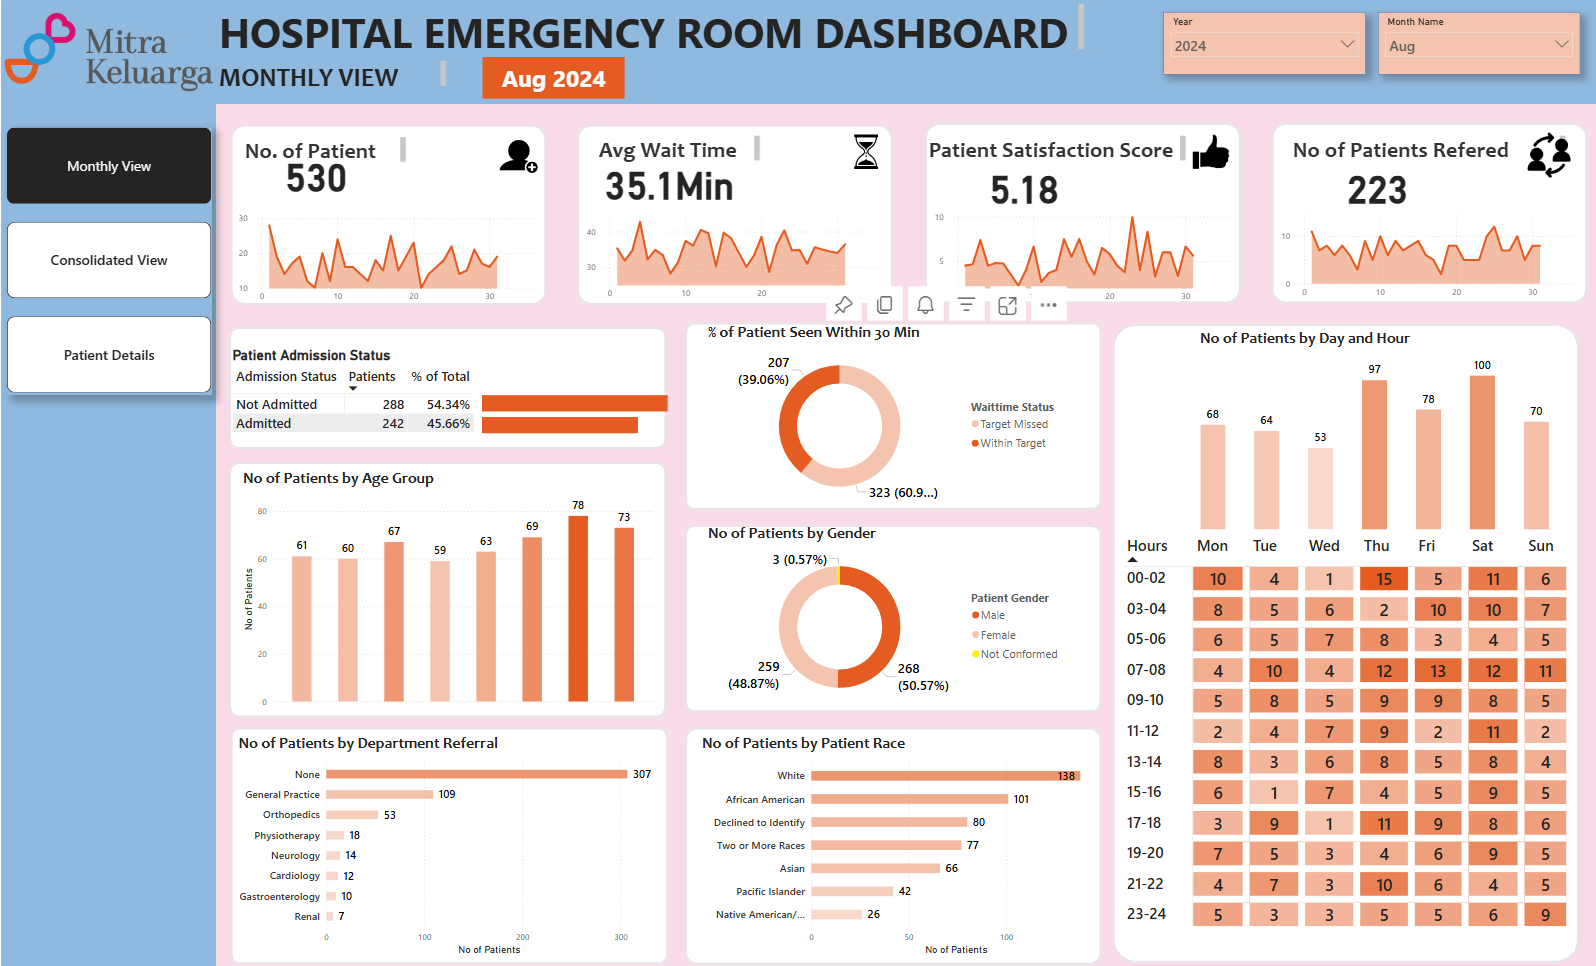 Mitra
Keluarga
HOSPITAL EMERGENCY ROOM DASHBOARD
MONTHLY VIEW
Aug 2024
Year
2024
Month Name
Aug
Monthly View
Consolidated View
Patient Details
No. of Patient
530
30
20
10
0 10 20 30
Avg Wait Time
35.1Min
40
30
0 10 20
Patient Satisfaction Score
5.18
10
5
20 30
No of Patients Refered
223
10
0
0 10 20 30
Patient Admission Status
Admission Status Patients % of Total
Not Admitted 288 54.34%
Admitted 242 45.66%
% of Patient Seen Within 30 Min
207
(39.06%)
323 (60.9...)
Waittime Status
Target Missed
Within Target
No of Patients by Age Group
No of Patients
80
60
40
20
0
61 60 67 59 63 69 78 73
No of Patients by Gender
3 (0.57%)
259
(48.87%)
268
(50.57%)
Patient Gender
Male
Female
Not Conformed
No of Patients by Department Referral
None 307
General Practice 109
Orthopedics 53
Physiotherapy 18
Neurology 14
Cardiology 12
Gastroenterology 10
Renal 7
0 100 200 300
No of Patients
No of Patients by Patient Race
White 138
African American 101
Declined to Identify 80
Two or More Races 77
Asian 66
Pacific Islander 42
Native American/... 26
0 50 100
No of Patients
No of Patients by Day and Hour
68 64 53 97 78 100 70
Hours Mon Tue Wed Thu Fri Sat Sun
00-02 10 4 1 15 5 11 6
03-04 8 5 6 2 10 10 7
05-06 6 5 7 8 3 4 5
07-08 4 10 4 12 13 12 11
09-10 5 8 5 9 9 8 5
11-12 2 4 7 9 2 11 2
13-14 8 3 6 8 5 8 4
15-16 6 1 7 4 5 9 5
17-18 3 9 1 11 9 8 6
19-20 7 5 3 4 6 9 5
21-22 4 7 3 10 6 4 5
23-24 5 3 3 5 5 6 9